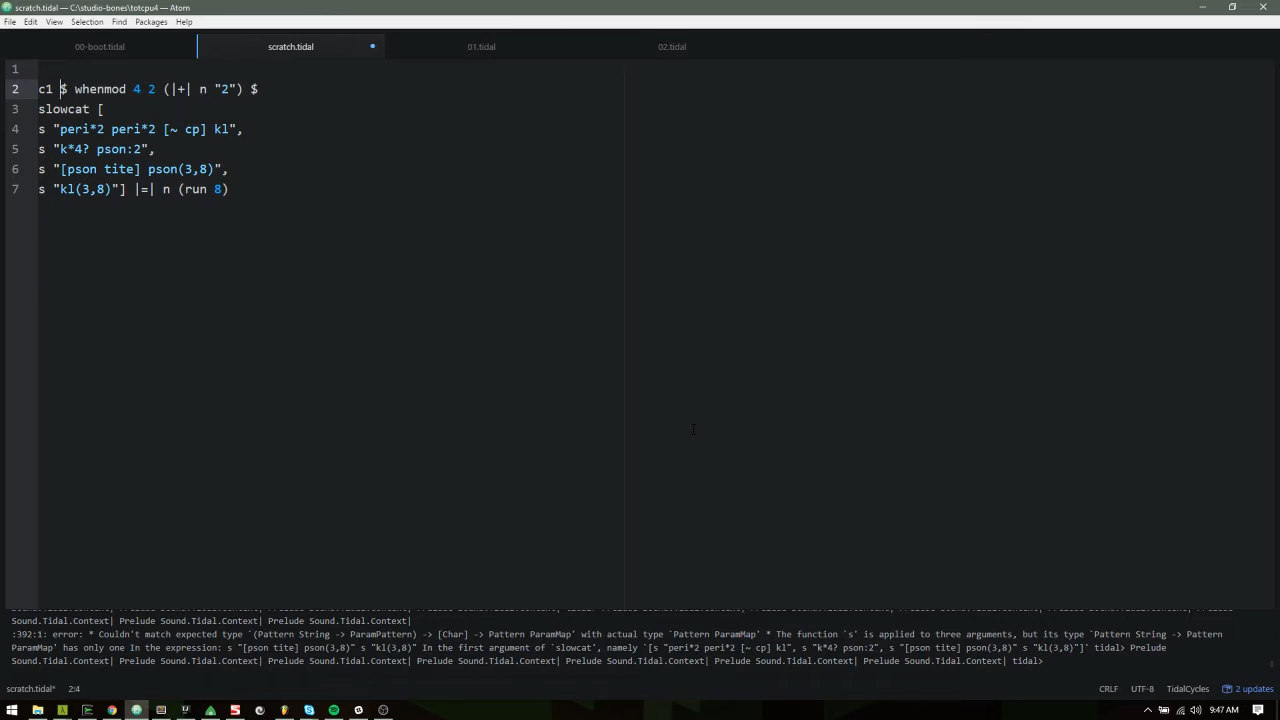 scratch.tidal — C:\studio-bones\totcpu4 — Atom
File Edit View Selection Find Packages Help
00-boot.tidal scratch.tidal 01.tidal 02.tidal
1
2 c1 $ whenmod 4 2 (|+| n "2") $
3 slowcat [
4 s "peri*2 peri*2 [~ cp] kl",
5 s "k*4? pson:2",
6 s "[pson tite] pson(3,8)",
7 s "kl(3,8)"] |=| n (run 8)
Sound.Tidal.Context| Prelude Sound.Tidal.Context| Prelude Sound.Tidal.Context|
:392:1: error: * Couldn't match expected type `(Pattern String -> ParamPattern) -> [Char] -> Pattern ParamMap` with actual type `Pattern ParamMap` * The function `s' is applied to three arguments, but its type `Pattern String -> Pattern
ParamMap` has only one In the expression: s "[pson tite] pson(3,8)" s "kl(3,8)" In the first argument of `slowcat`, namely `[s "peri*2 peri*2 [~ cp] kl", s "k*4? pson:2", s "[pson tite] pson(3,8)" s "kl(3,8)"]' tidal> Prelude
Sound.Tidal.Context| Prelude Sound.Tidal.Context| Prelude Sound.Tidal.Context| Prelude Sound.Tidal.Context| Prelude Sound.Tidal.Context| Prelude Sound.Tidal.Context| Prelude Sound.Tidal.Context| tidal>
scratch.tidal* 2:4 CRLF UTF-8 TidalCycles 2 updates
9:47 AM